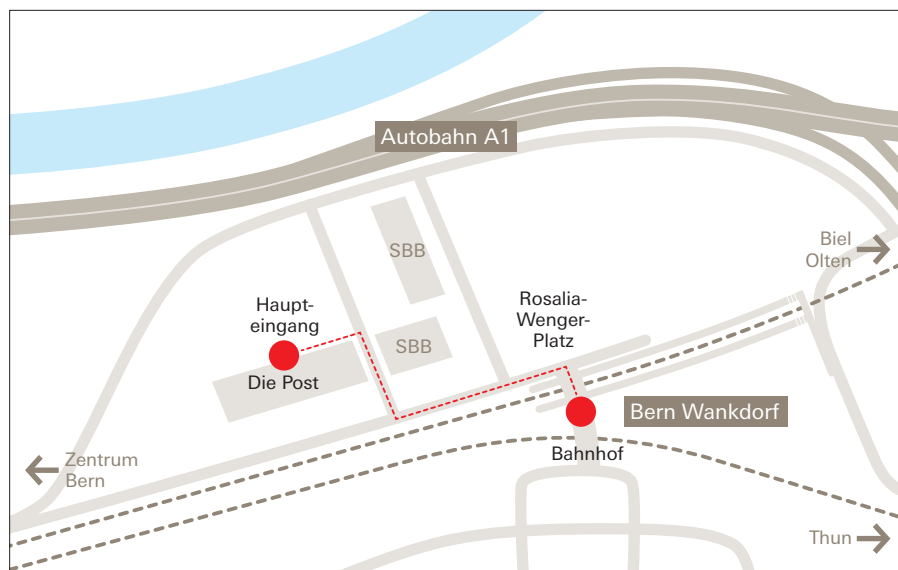 Autobahn A1
SBB
Biel
Olten
Haupt-
eingang
Rosalia-
Wenger-
Platz
SBB
Die Post
Bern Wankdorf
Bahnhof
Zentrum
Bern
Thun